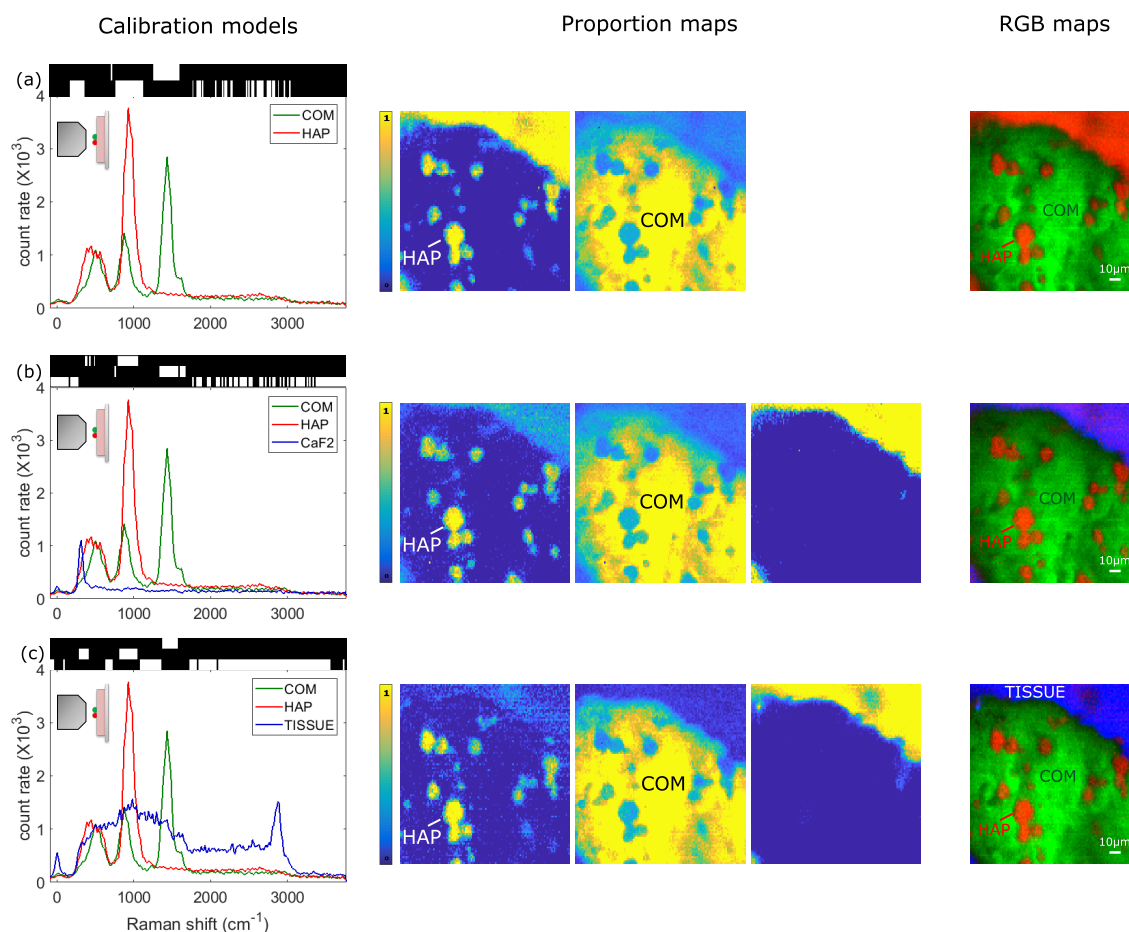 Calibration models
Proportion maps
RGB maps
(a)
count rate (X10³)
4
3
2
1
0
COM
HAP
0
1000
2000
3000
1
0
HAP
COM
COM
HAP
10μm
(b)
count rate (X10³)
4
3
2
1
0
COM
HAP
CaF2
0
1000
2000
3000
1
0
HAP
COM
COM
HAP
10μm
(c)
count rate (X10³)
4
3
2
1
0
COM
HAP
TISSUE
0
1000
2000
3000
Raman shift (cm⁻¹)
1
0
HAP
COM
TISSUE
COM
HAP
10μm